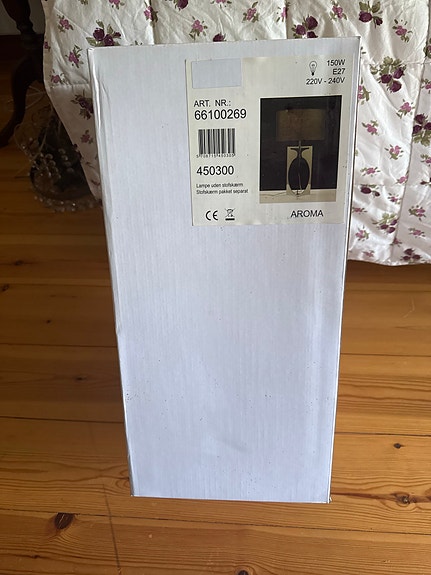 150W
E27
220V - 240V
ART. NR.:
66100269
450300
Lampe uden stofskærm
Stofskærm pakket separat
CE
AROMA